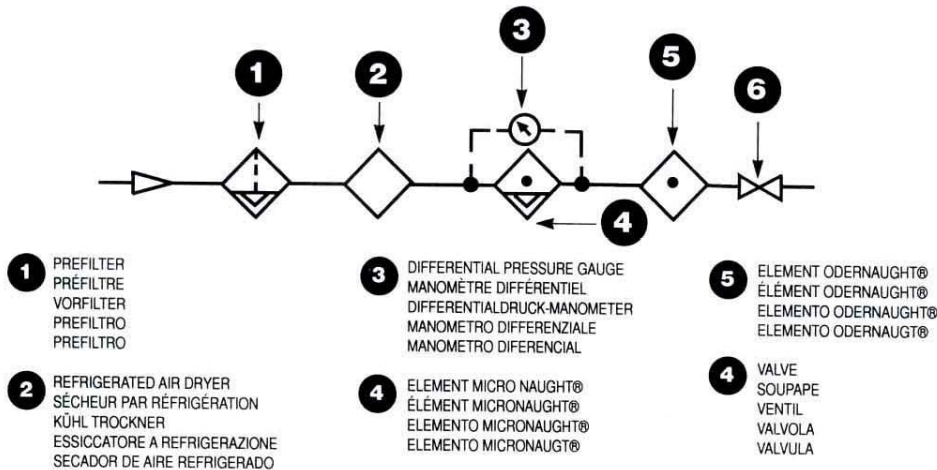 1
2
3
4
5
6
1
PREFILTER
PRÉFILTRE
VORFILTER
PREFILTRO
PREFILTRO
2
REFRIGERATED AIR DRYER
SÉCHEUR PAR RÉFRIGÉRATION
KÜHL TROCKNER
ESSICCATORE A REFRIGERAZIONE
SECADOR DE AIRE REFRIGERADO
3
DIFFERENTIAL PRESSURE GAUGE
MANOMÈTRE DIFFÉRENTIEL
DIFFERENTIALDRUCK-MANOMETER
MANOMETRO DIFFERENZIALE
MANOMETRO DIFERENCIAL
4
ELEMENT MICRO NAUGHT®
ÉLÉMENT MICRONAUGHT®
ELEMENTO MICRONAUGHT®
ELEMENTO MICRONAUGT®
5
ELEMENT ODERNAUGHT®
ÉLÉMENT ODERNAUGHT®
ELEMENTO ODERNAUGHT®
ELEMENTO ODERNAUGT®
4
VALVE
SOUPAPE
VENTIL
VALVOLA
VALVULA